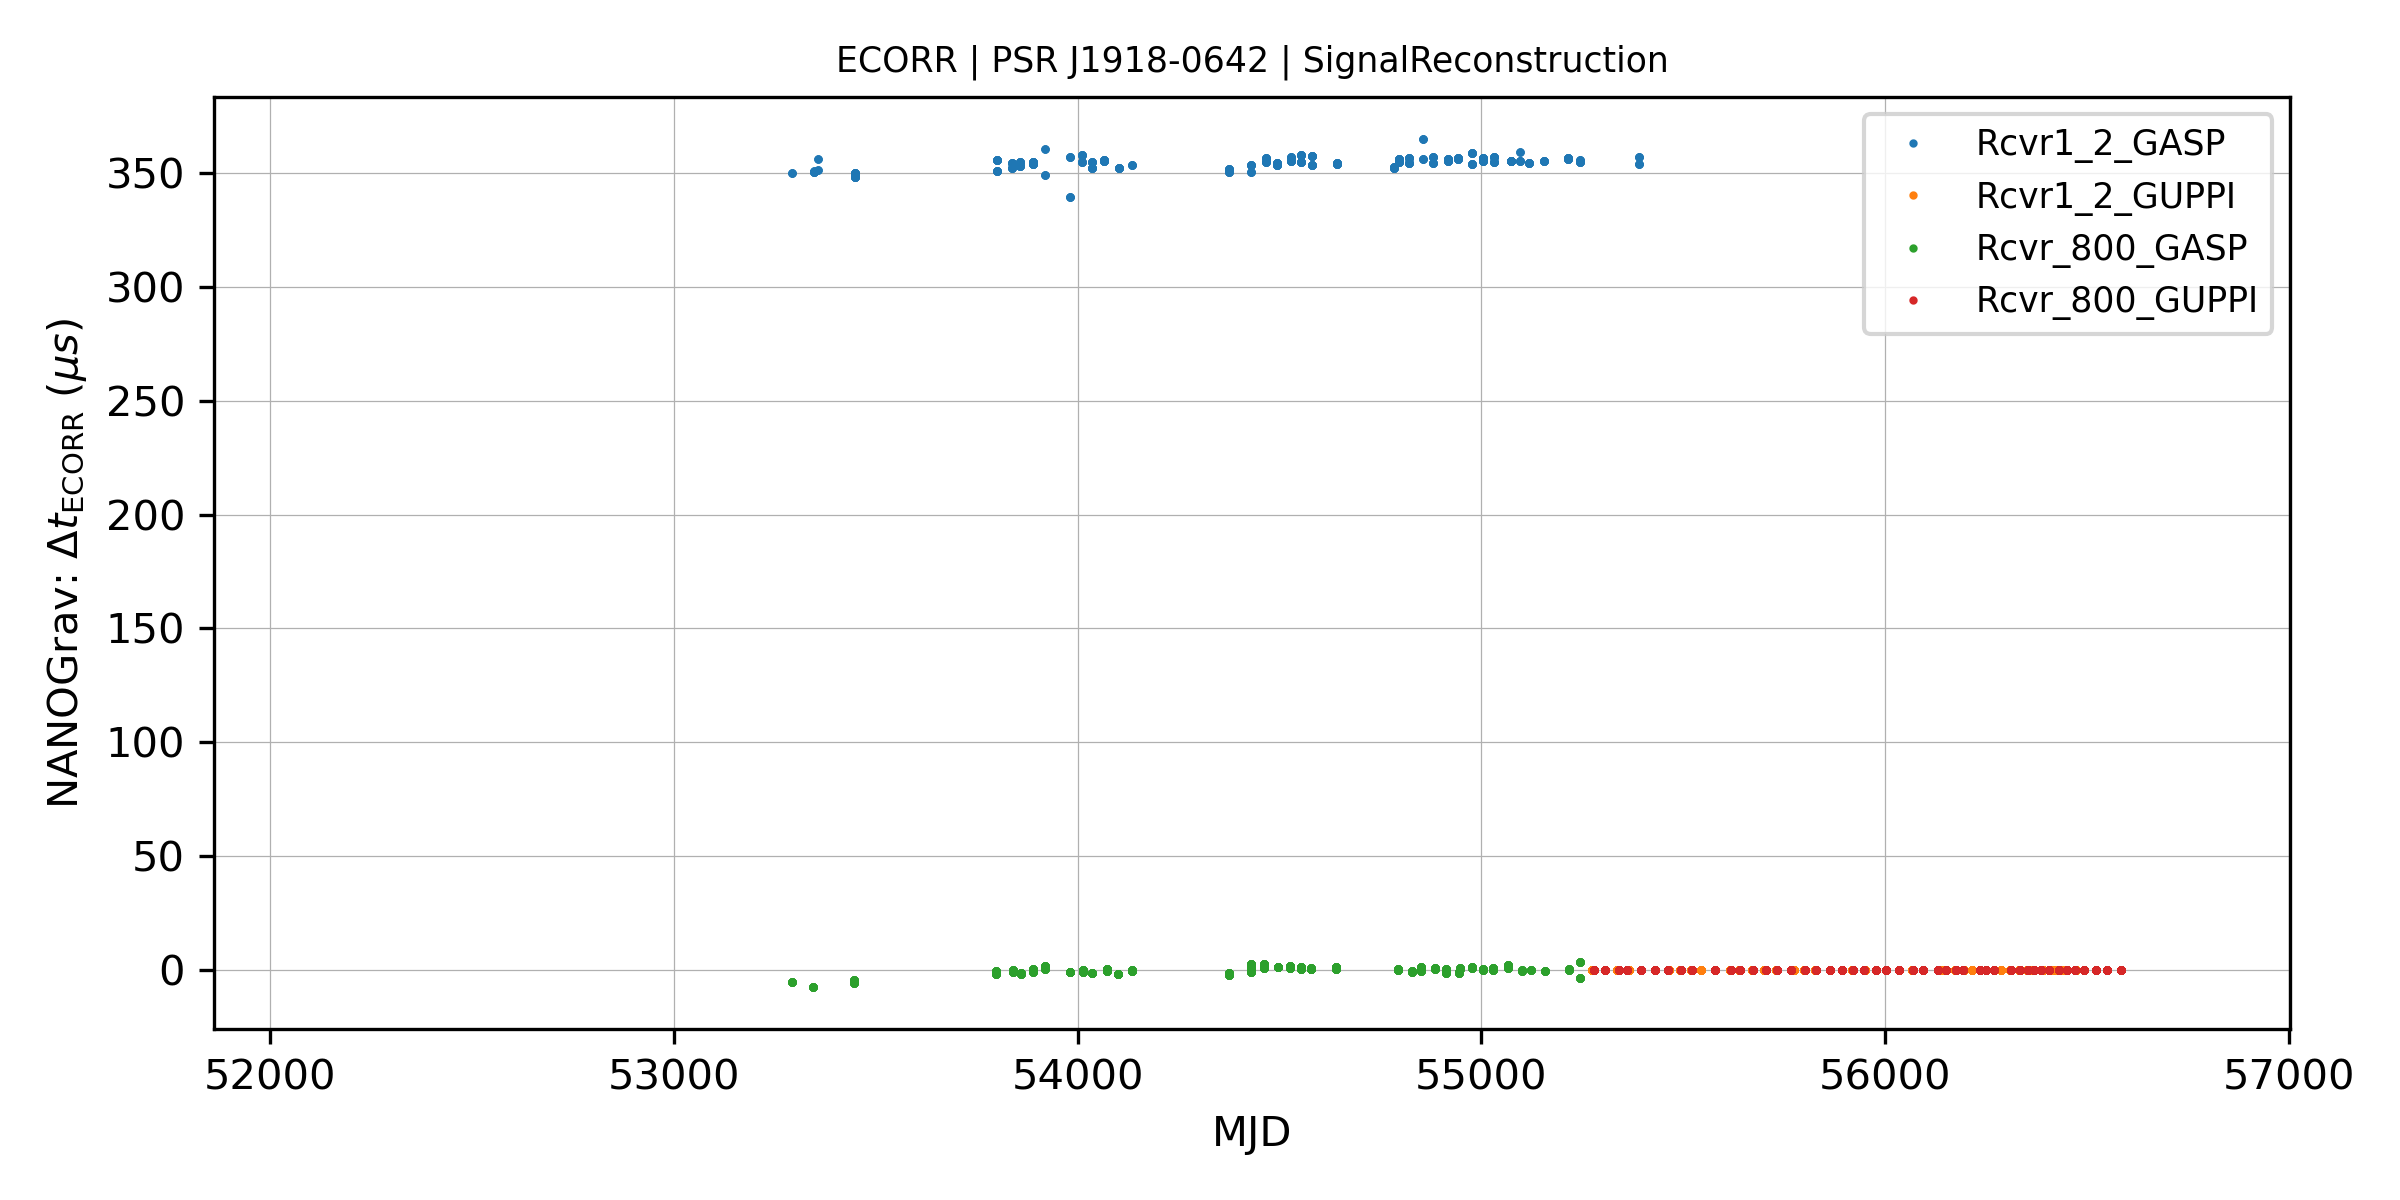 ECORR | PSR J1918-0642 | SignalReconstruction
NANOGrav: Δt_ECORR (μs)
350
300
250
200
150
100
50
0
Rcvr1_2_GASP
Rcvr1_2_GUPPI
Rcvr_800_GASP
Rcvr_800_GUPPI
52000 53000 54000 55000 56000 57000
MJD